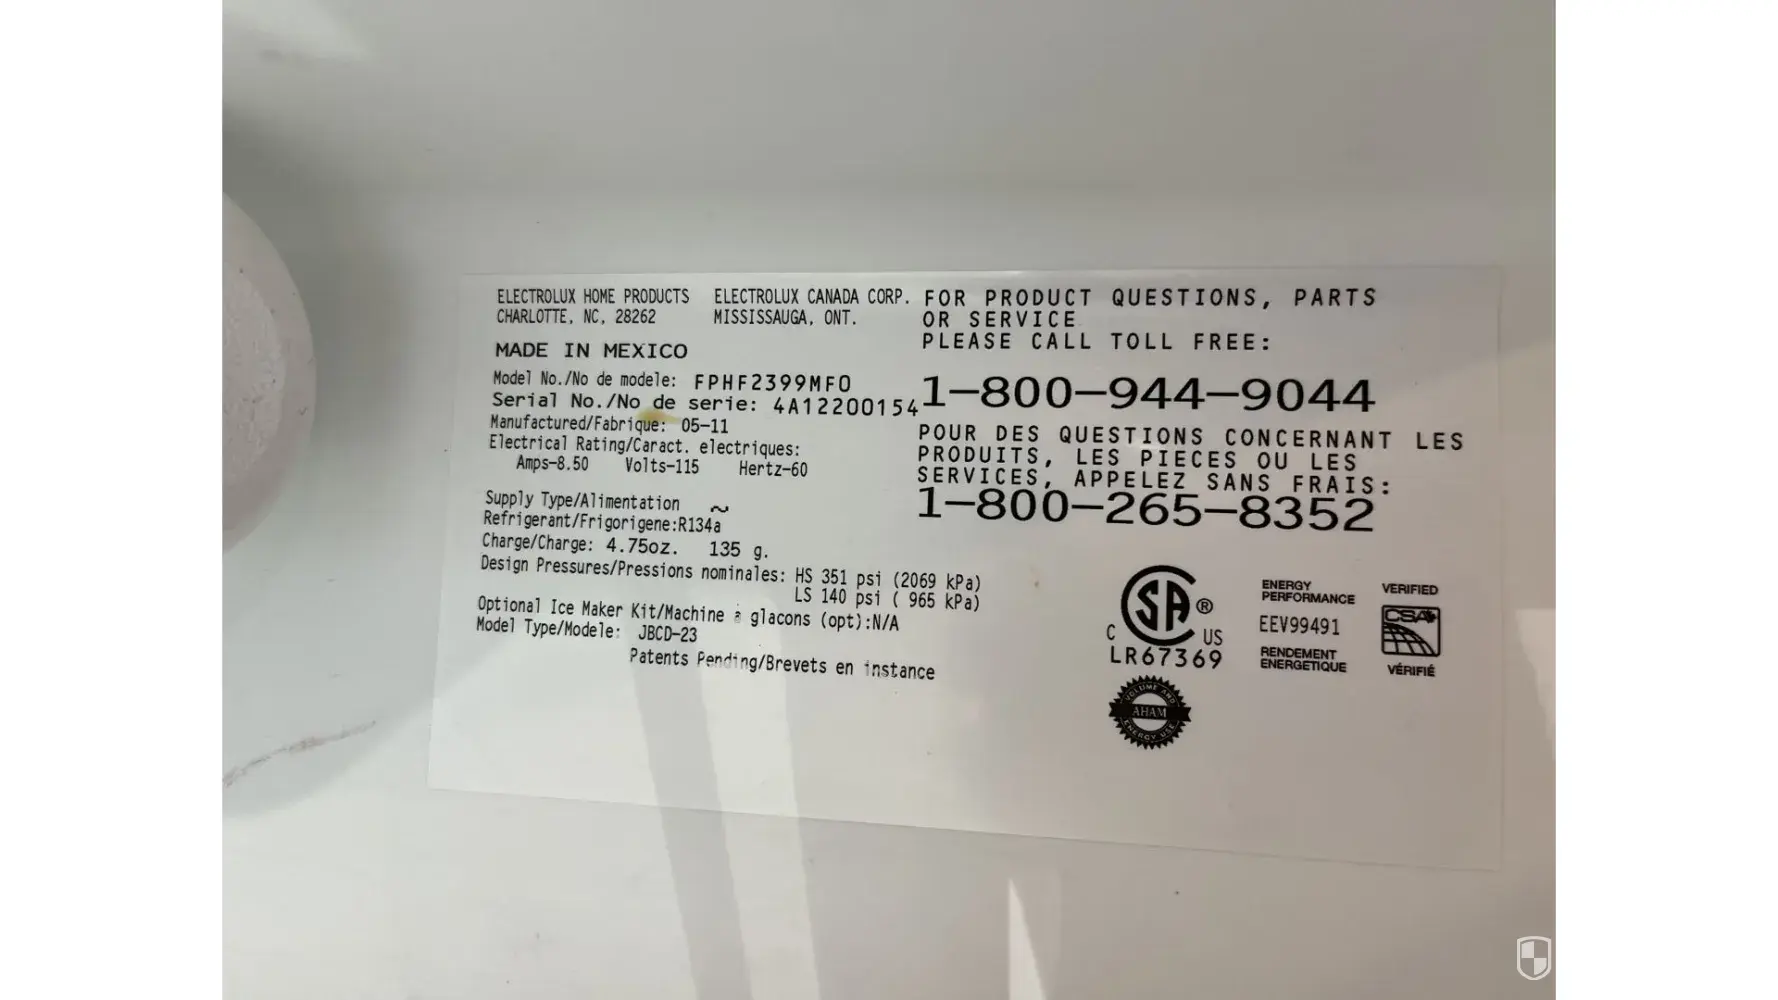 ELECTROLUX HOME PRODUCTS
CHARLOTTE, NC, 28262
ELECTROLUX CANADA CORP.
MISSISSAUGA, ONT.
MADE IN MEXICO
Model No./No de modele: FPHF2399MF0
Serial No./No de serie: 4A12200154
Manufactured/Fabrique: 05-11
Electrical Rating/Caract. electriques:
Amps-8.50 Volts-115 Hertz-60
Supply Type/Alimentation ~
Refrigerant/Frigorigene:R134a
Charge/Charge: 4.75oz. 135 g.
Design Pressures/Pressions nominales: HS 351 psi (2069 kPa)
LS 140 psi ( 965 kPa)
Optional Ice Maker Kit/Machine a glacons (opt):N/A
Model Type/Modele: JBCD-23
Patents Pending/Brevets en instance
FOR PRODUCT QUESTIONS, PARTS
OR SERVICE
PLEASE CALL TOLL FREE:
1-800-944-9044
POUR DES QUESTIONS CONCERNANT LES
PRODUITS, LES PIECES OU LES
SERVICES, APPELEZ SANS FRAIS:
1-800-265-8352
C SA ® US
LR67369
ENERGY
PERFORMANCE
EEV99491
RENDEMENT
ENERGETIQUE
VERIFIED
CSA
VÉRIFIÉ
VOLUME AND
AHAM
ENERGY USE